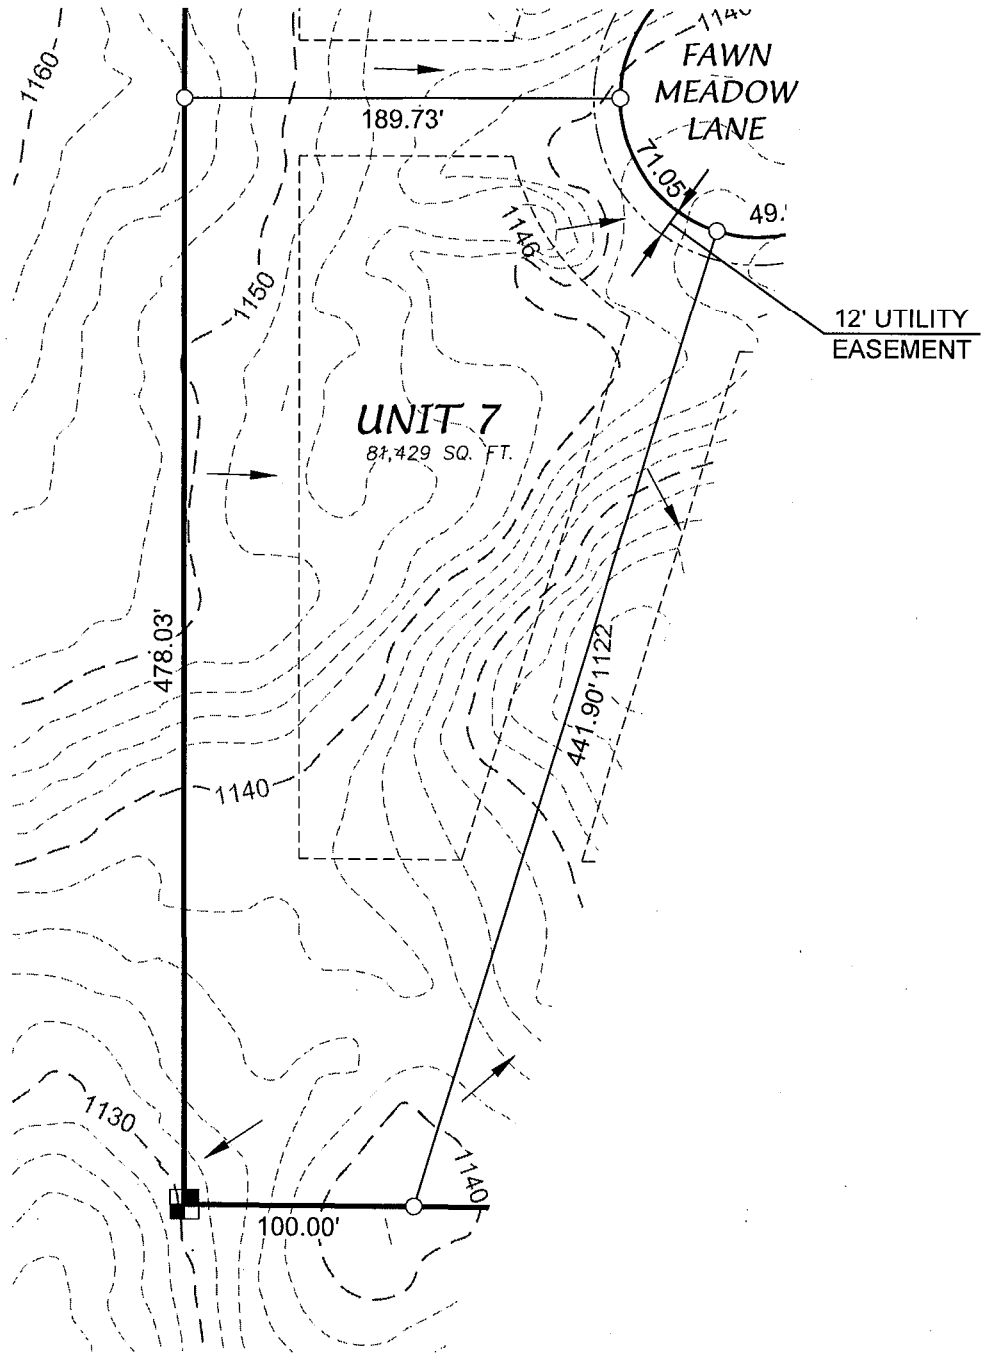 1140
1160
FAWN
MEADOW
LANE
189.73'
71.05'
49.
1146
1150
12' UTILITY
EASEMENT
UNIT 7
81,429 SQ. FT.
478.03'
441.90' 1122
1140
1130
1140
100.00'